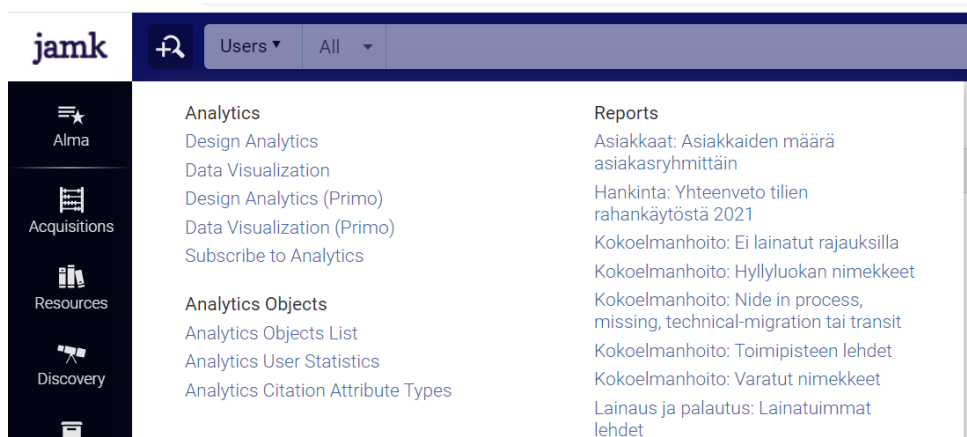 jamk
Users
All
Alma
Acquisitions
Resources
Discovery
Analytics
Design Analytics
Data Visualization
Design Analytics (Primo)
Data Visualization (Primo)
Subscribe to Analytics
Analytics Objects
Analytics Objects List
Analytics User Statistics
Analytics Citation Attribute Types
Reports
Asiakkaat: Asiakkaiden määrä
asiakasryhmittäin
Hankinta: Yhteenveto tilien
rahankäytöstä 2021
Kokoelmanhoito: Ei lainatut rajauksilla
Kokoelmanhoito: Hyllyluokan nimekkeet
Kokoelmanhoito: Nide in process,
missing, technical-migration tai transit
Kokoelmanhoito: Toimipisteen lehdet
Kokoelmanhoito: Varatut nimekkeet
Lainaus ja palautus: Lainatuimmat
lehdet